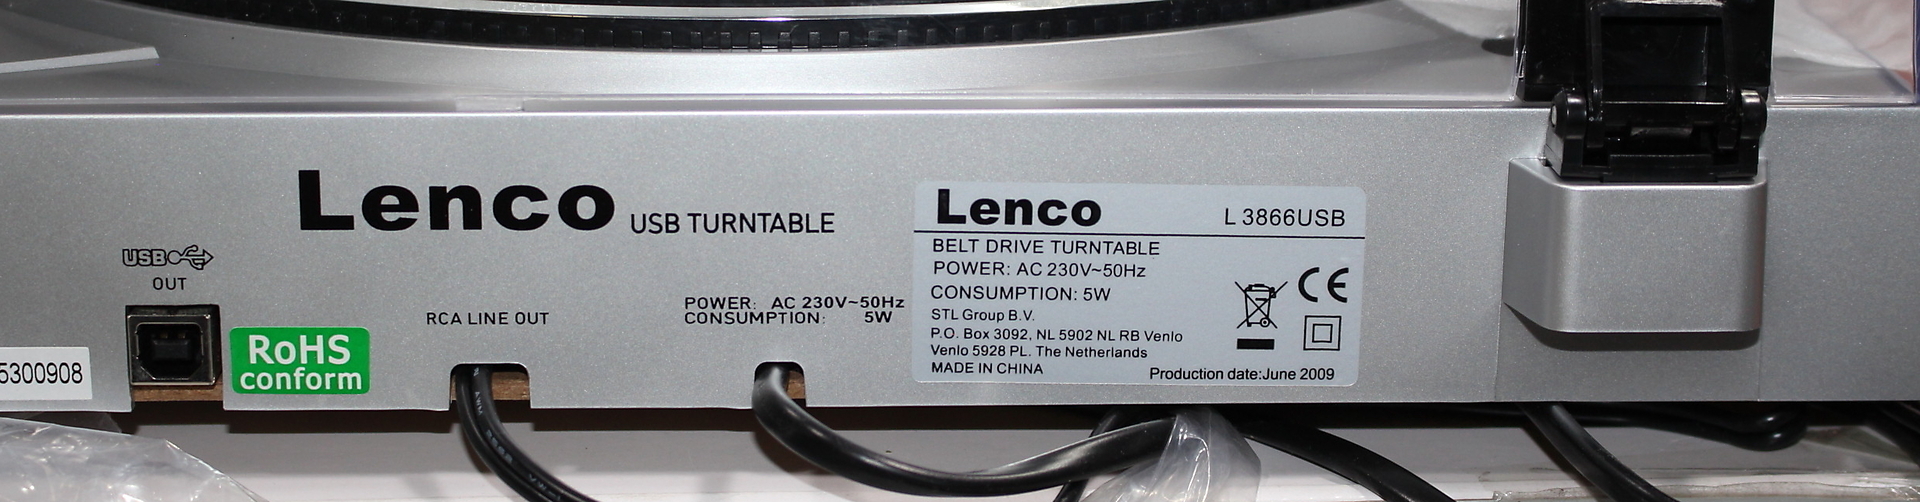 Lenco USB TURNTABLE
USB
OUT
RoHS
conform
5300908
RCA LINE OUT
POWER: AC 230V~50Hz
CONSUMPTION: 5W
Lenco L 3866USB
BELT DRIVE TURNTABLE
POWER: AC 230V~50Hz
CONSUMPTION: 5W
STL Group B.V.
P.O. Box 3092, NL 5902 NL RB Venlo
Venlo 5928 PL. The Netherlands
MADE IN CHINA
Production date:June 2009
CE